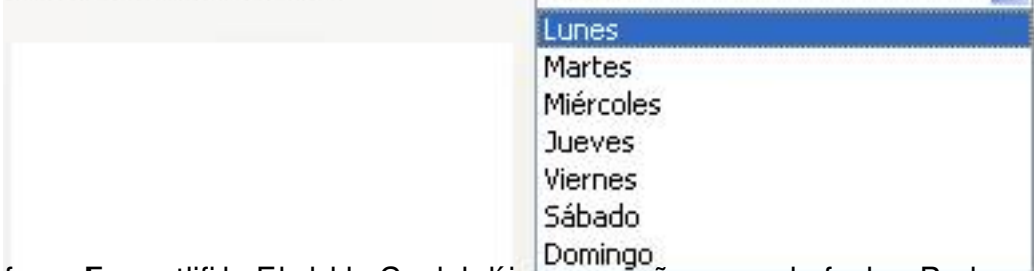 Lunes
Martes
Miércoles
Jueves
Viernes
Sábado
Domingo